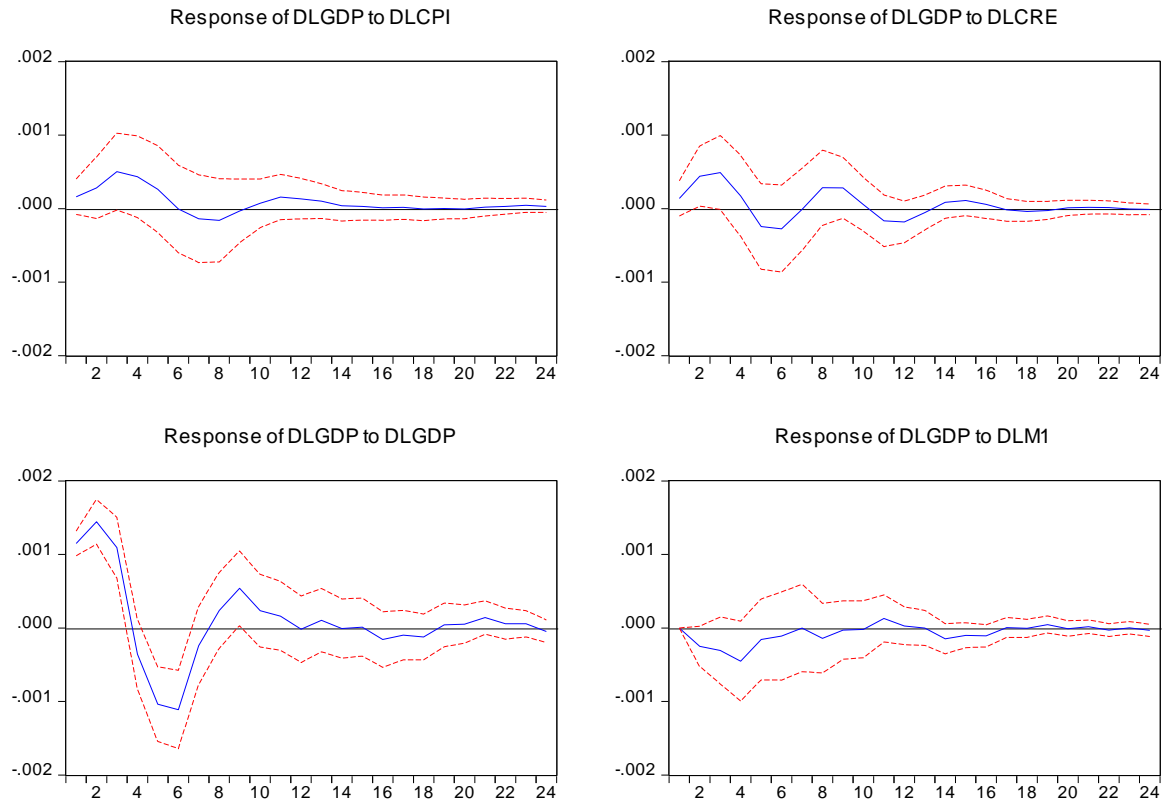 Response of DLGDP to DLCPI
.002
.001
.000
-.001
-.002
2 4 6 8 10 12 14 16 18 20 22 24
Response of DLGDP to DLCRE
.002
.001
.000
-.001
-.002
2 4 6 8 10 12 14 16 18 20 22 24
Response of DLGDP to DLGDP
.002
.001
.000
-.001
-.002
2 4 6 8 10 12 14 16 18 20 22 24
Response of DLGDP to DLM1
.002
.001
.000
-.001
-.002
2 4 6 8 10 12 14 16 18 20 22 24